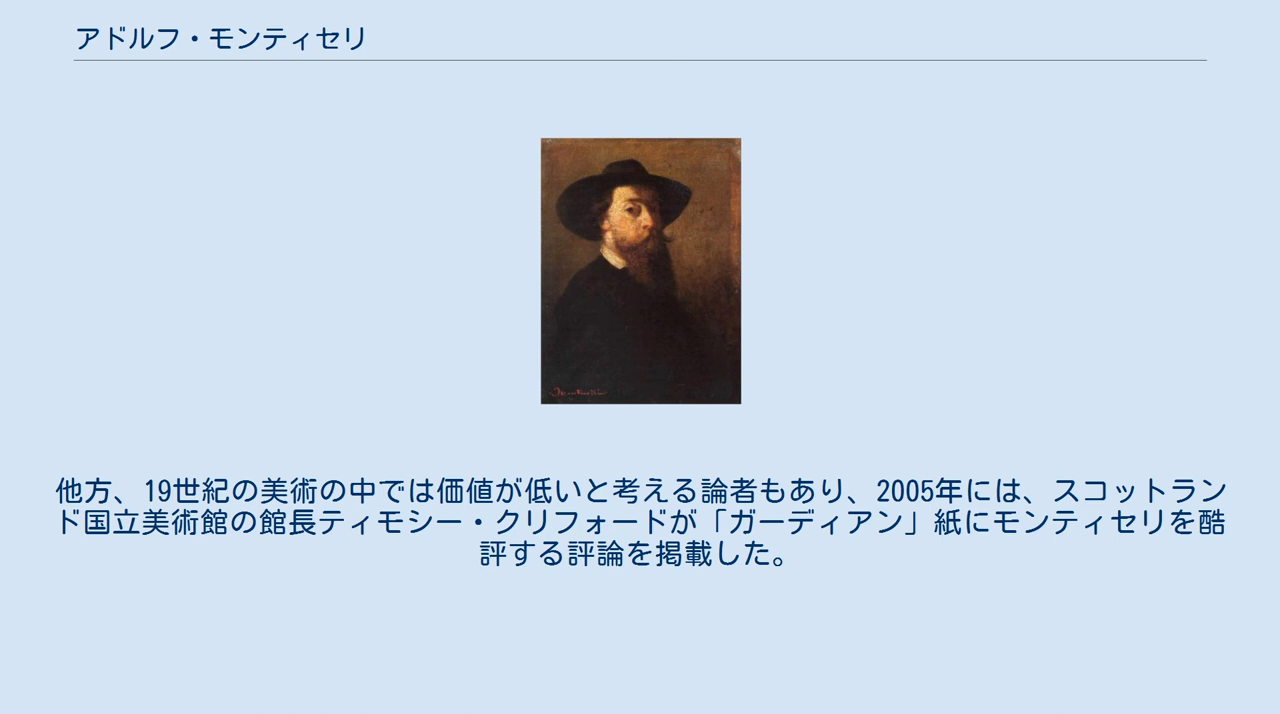 アドルフ・モンティセリ
他方、19世紀の美術の中では価値が低いと考える論者もあり、2005年には、スコットラン
ド国立美術館の館長ティモシー・クリフォードが「ガーディアン」紙にモンティセリを酷
評する評論を掲載した。